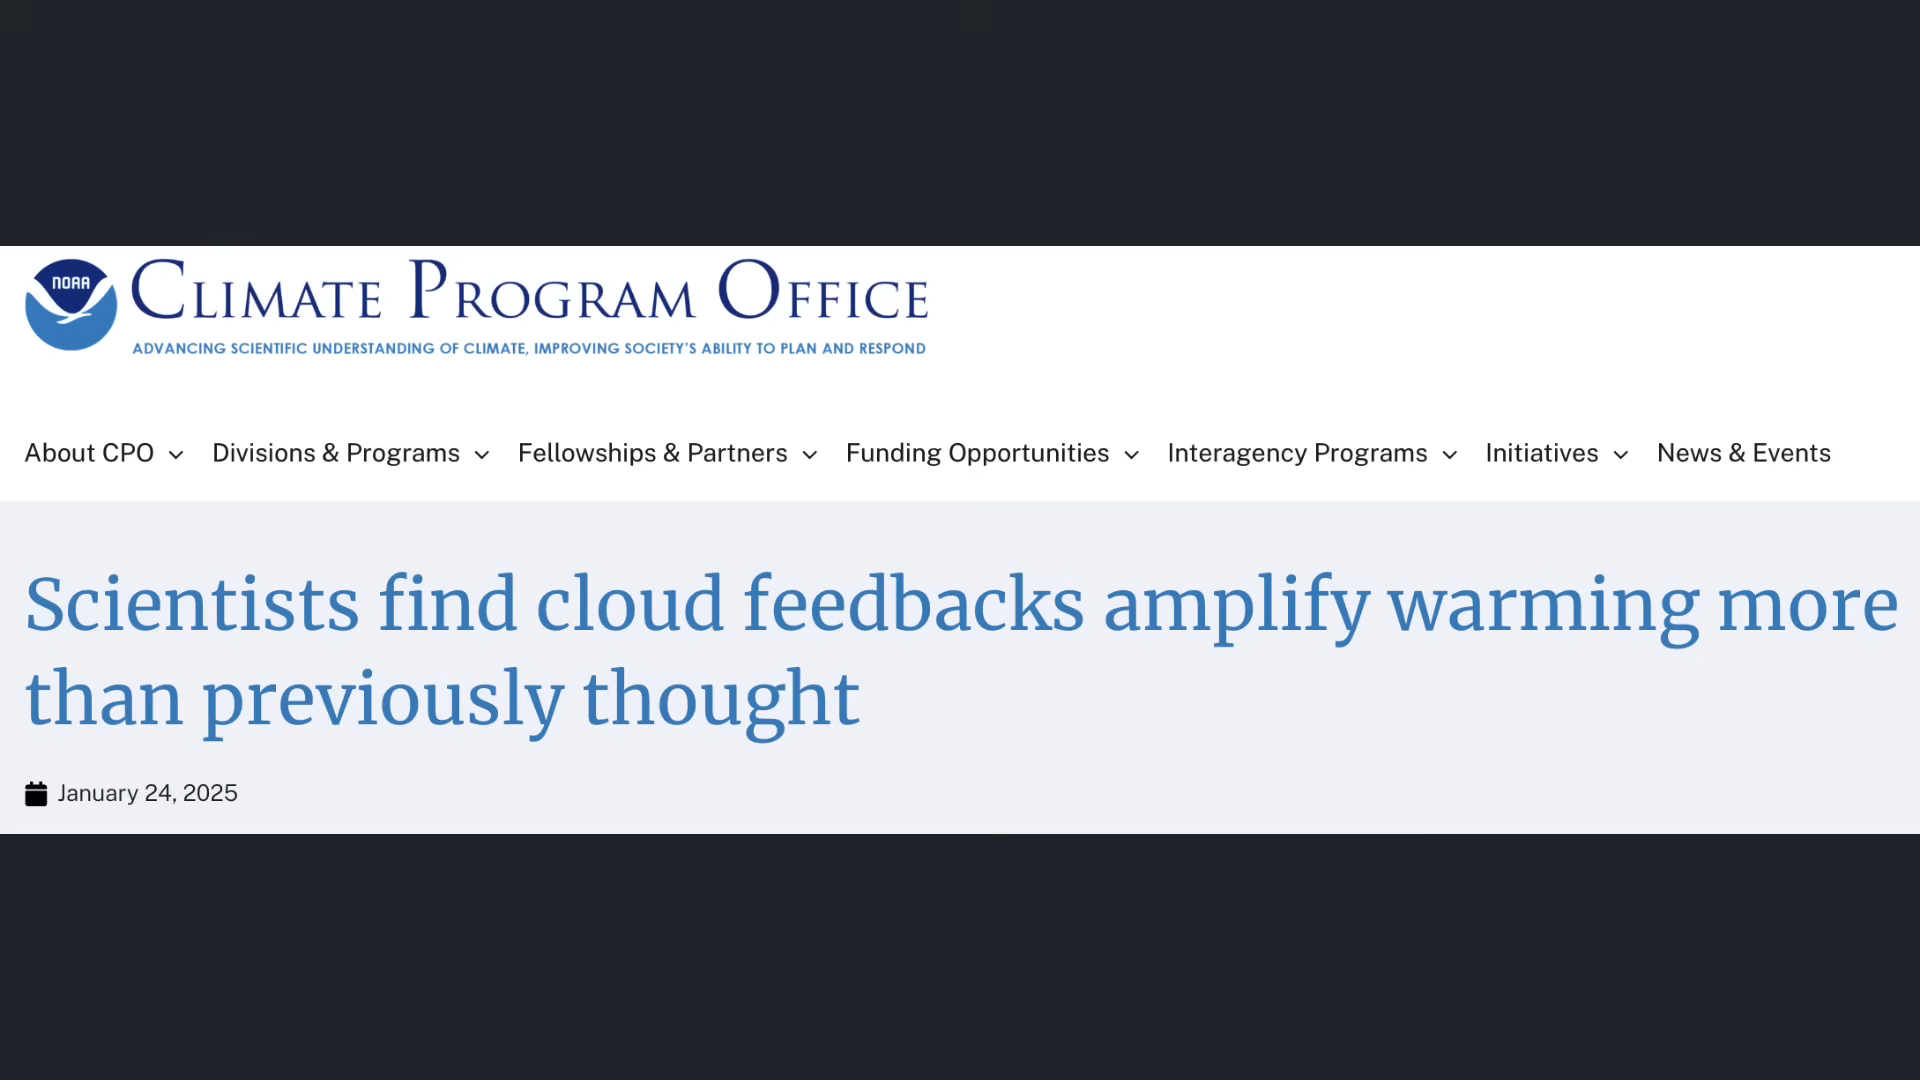 NOAA
CLIMATE PROGRAM OFFICE
ADVANCING SCIENTIFIC UNDERSTANDING OF CLIMATE, IMPROVING SOCIETY'S ABILITY TO PLAN AND RESPOND
About CPO Divisions & Programs Fellowships & Partners Funding Opportunities Interagency Programs Initiatives News & Events
Scientists find cloud feedbacks amplify warming more
than previously thought
January 24, 2025